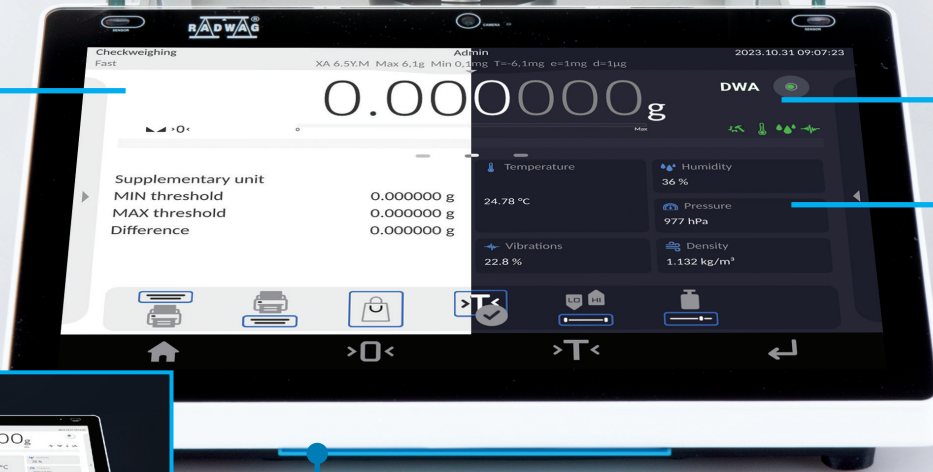 SENSOR
RADWAG®
CAMERA
SENSOR
Checkweighing
Admin
2023.10.31 09:07:23
Fast
XA 6.5Y.M Max 6,1g Min 0,1mg T=-6,1mg e=1mg d=1µg
0.000000 g
DWA
>0<
0
Max
Supplementary unit
MIN threshold 0.000000 g
MAX threshold 0.000000 g
Difference 0.000000 g
Temperature
24.78 °C
Humidity
36 %
Pressure
977 hPa
Vibrations
22.8 %
Density
1.132 kg/m³
>T<
LO HI
>0<
>T<